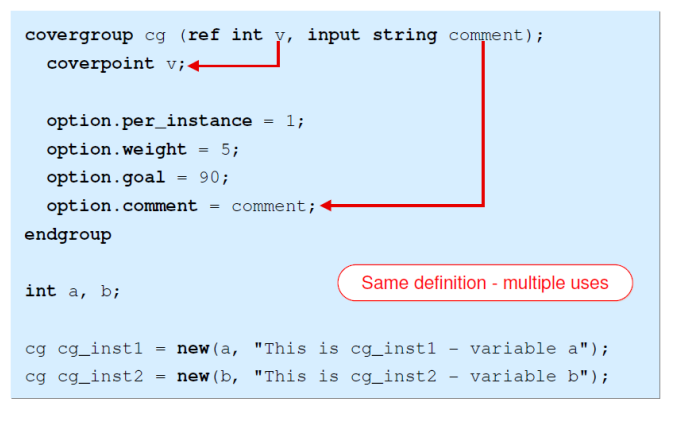 covergroup cg (ref int v, input string comment);
coverpoint v;
option.per_instance = 1;
option.weight = 5;
option.goal = 90;
option.comment = comment;
endgroup
Same definition - multiple uses
int a, b;
cg cg_inst1 = new(a, "This is cg_inst1 – variable a");
cg cg_inst2 = new(b, "This is cg_inst2 – variable b");